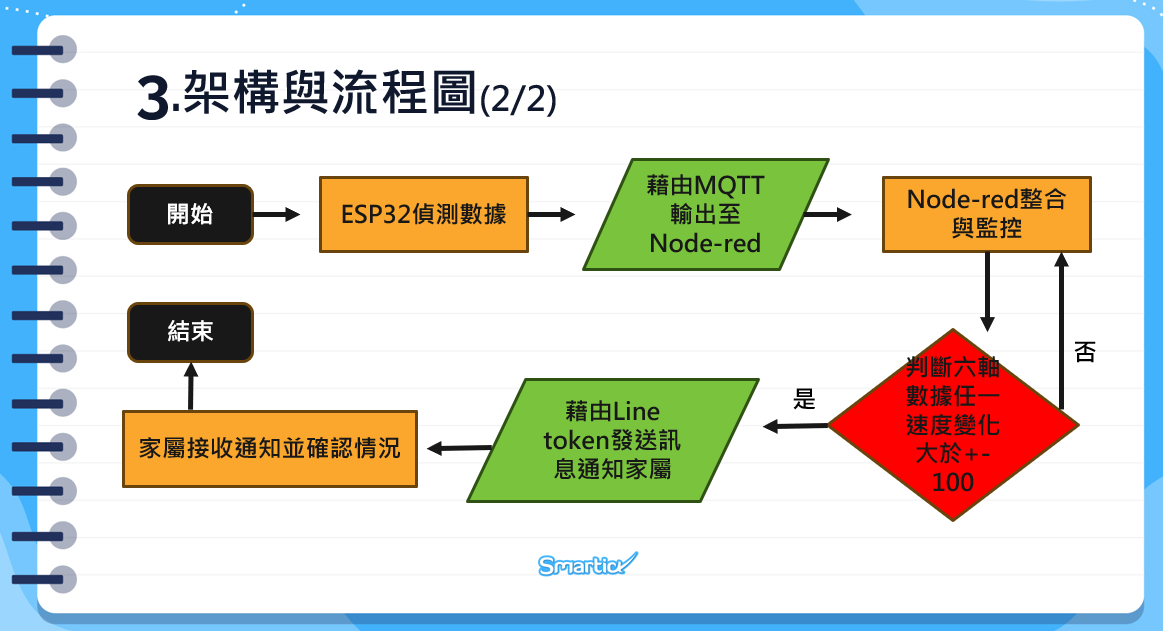 3.架構與流程圖(2/2)
開始
ESP32偵測數據
藉由MQTT
輸出至
Node-red
Node-red整合
與監控
結束
否
判斷六軸
數據任一
速度變化
大於+-
100
是
藉由Line
token發送訊
息通知家屬
家屬接收通知並確認情況
Smartick